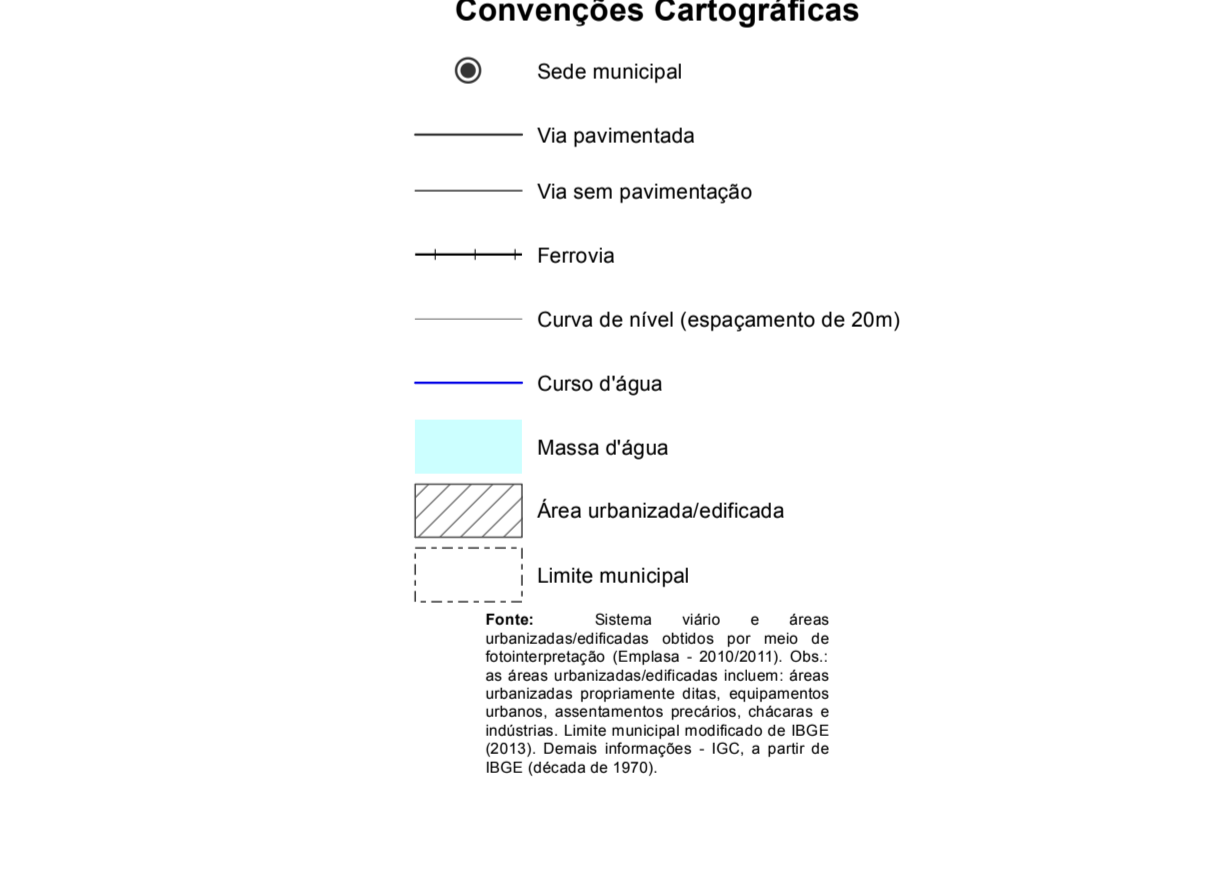 Convenções Cartográficas
Sede municipal
Via pavimentada
Via sem pavimentação
Ferrovia
Curva de nível (espaçamento de 20m)
Curso d'água
Massa d'água
Área urbanizada/edificada
Limite municipal
Fonte: Sistema viário e áreas
urbanizadas/edificadas obtidos por meio de
fotointerpretação (Emplasa - 2010/2011). Obs.:
as áreas urbanizadas/edificadas incluem: áreas
urbanizadas propriamente ditas, equipamentos
urbanos, assentamentos precários, chácaras e
indústrias. Limite municipal modificado de IBGE
(2013). Demais informações - IGC, a partir de
IBGE (década de 1970).